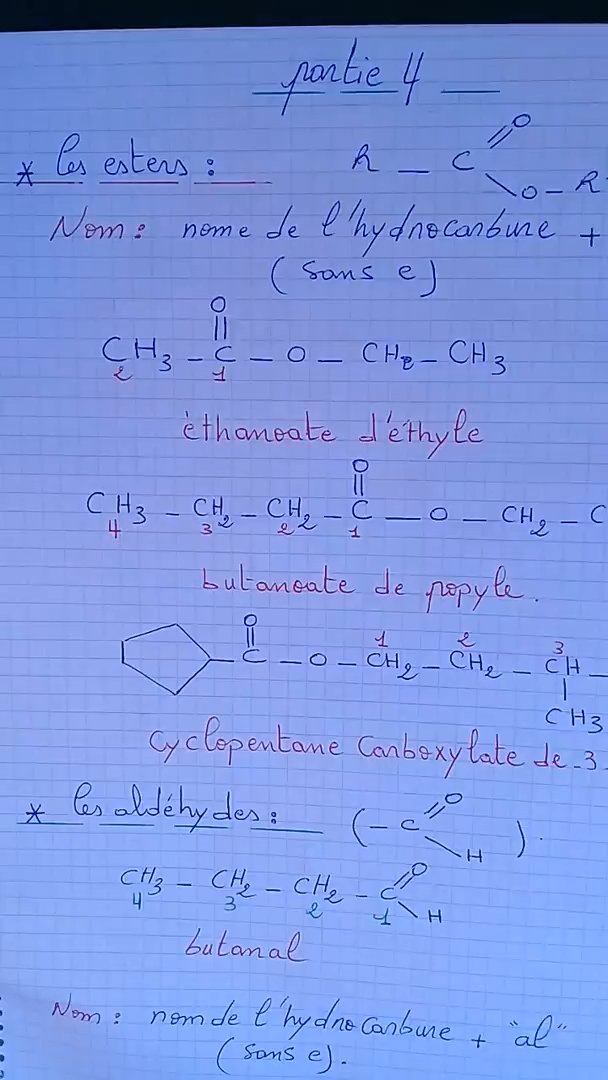 partie 4
* les esters : R - C
O
O - R'
Nom : nome de l'hydrocarbure +
(sans e)
O
CH3 - C - O - CH2 - CH3
2 1
éthanoate d'éthyle
O
CH3 - CH2 - CH2 - C - O - CH2 - C
4 3 2 1
butanoate de popyle.
O 1 2 3
C - O - CH2 - CH2 - CH -
CH3
Cyclopentane Carboxylate de -3-
* les aldéhydes : (- C
O
H ).
CH3 - CH2 - CH2 - C
O
H
4 3 2 1
butanal
Nom : nom de l'hydrocarbure + "al"
(sans e).